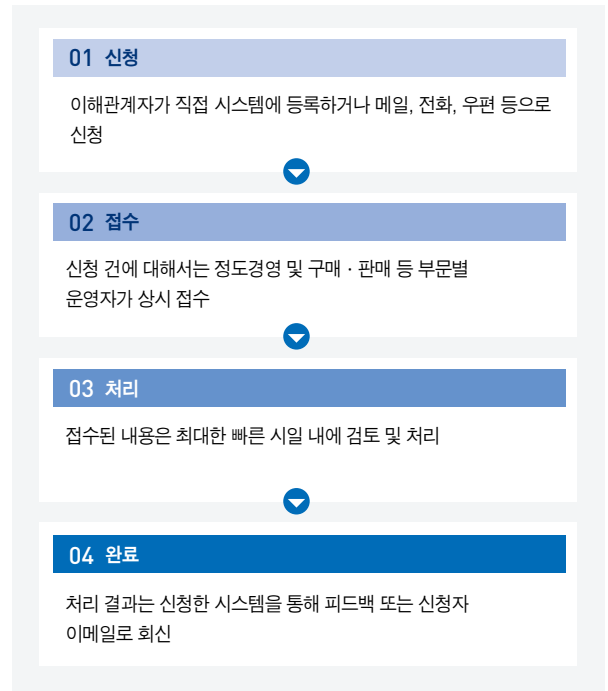 01 신청
이해관계자가 직접 시스템에 등록하거나 메일, 전화, 우편 등으로
신청
02 접수
신청 건에 대해서는 정도경영 및 구매 · 판매 등 부문별
운영자가 상시 접수
03 처리
접수된 내용은 최대한 빠른 시일 내에 검토 및 처리
04 완료
처리 결과는 신청한 시스템을 통해 피드백 또는 신청자
이메일로 회신